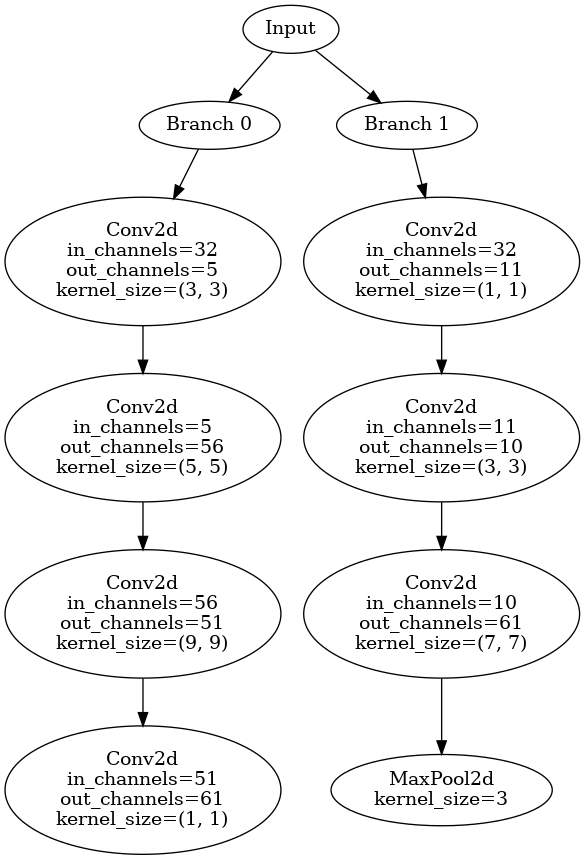 Input
Branch 0
Branch 1
Conv2d
in_channels=32
out_channels=5
kernel_size=(3, 3)
Conv2d
in_channels=32
out_channels=11
kernel_size=(1, 1)
Conv2d
in_channels=5
out_channels=56
kernel_size=(5, 5)
Conv2d
in_channels=11
out_channels=10
kernel_size=(3, 3)
Conv2d
in_channels=56
out_channels=51
kernel_size=(9, 9)
Conv2d
in_channels=10
out_channels=61
kernel_size=(7, 7)
Conv2d
in_channels=51
out_channels=61
kernel_size=(1, 1)
MaxPool2d
kernel_size=3